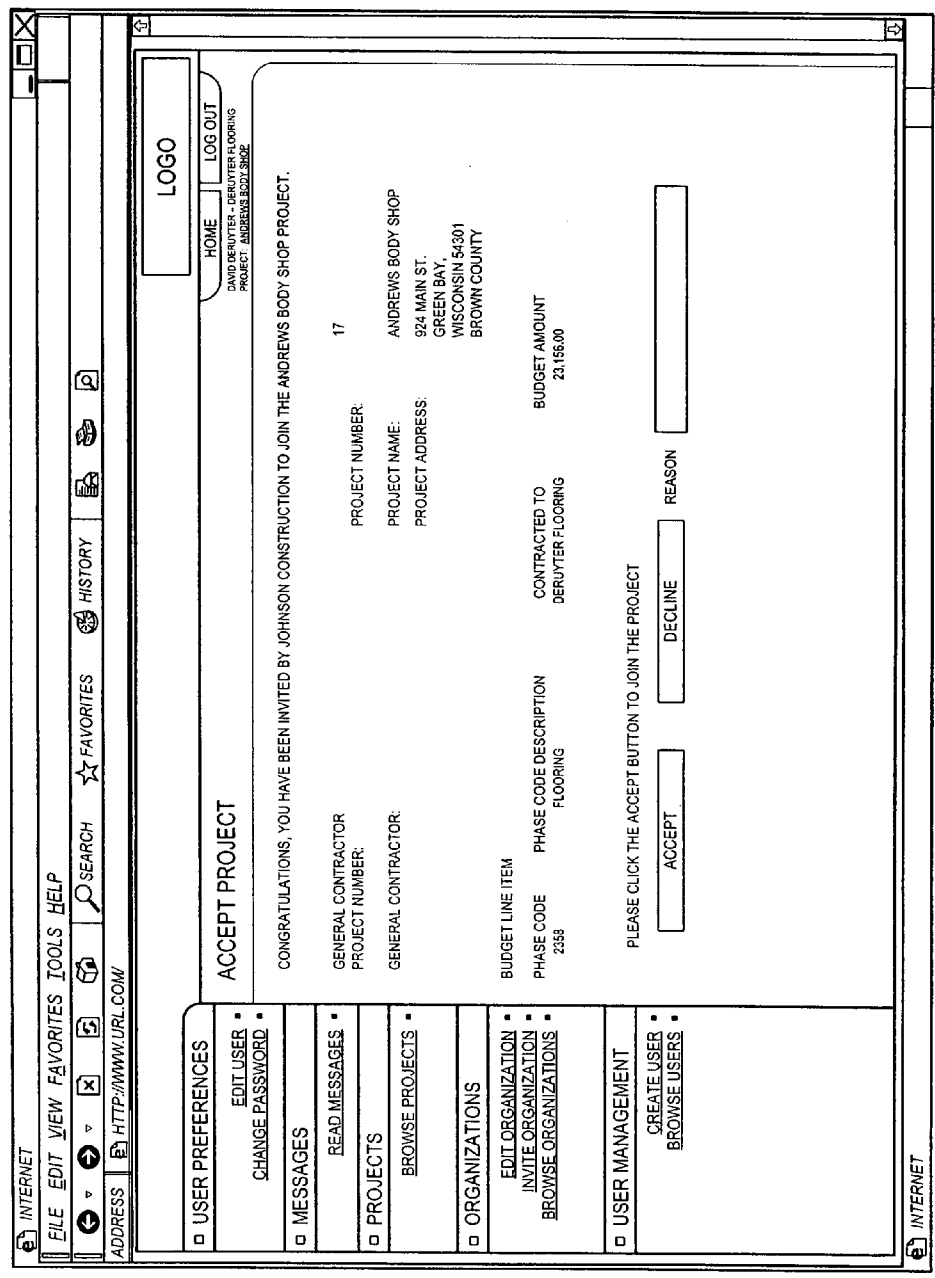 INTERNET
FILE EDIT VIEW FAVORITES TOOLS HELP
SEARCH FAVORITES HISTORY
ADDRESS HTTP://WWW.URL.COM/
LOGO
HOME LOG OUT
DAVID DERUYTER – DERUYTER FLOORING
PROJECT: ANDREWS BODY SHOP
USER PREFERENCES
EDIT USER
CHANGE PASSWORD
MESSAGES
READ MESSAGES
PROJECTS
BROWSE PROJECTS
ORGANIZATIONS
EDIT ORGANIZATION
INVITE ORGANIZATION
BROWSE ORGANIZATIONS
USER MANAGEMENT
CREATE USER
BROWSE USERS
ACCEPT PROJECT
CONGRATULATIONS, YOU HAVE BEEN INVITED BY JOHNSON CONSTRUCTION TO JOIN THE ANDREWS BODY SHOP PROJECT.
GENERAL CONTRACTOR 17
PROJECT NUMBER: PROJECT NUMBER:
GENERAL CONTRACTOR: PROJECT NAME: ANDREWS BODY SHOP
PROJECT ADDRESS: 924 MAIN ST.
GREEN BAY,
WISCONSIN 54301
BROWN COUNTY
BUDGET LINE ITEM
PHASE CODE PHASE CODE DESCRIPTION CONTRACTED TO BUDGET AMOUNT
2358 FLOORING DERUYTER FLOORING 23,156.00
PLEASE CLICK THE ACCEPT BUTTON TO JOIN THE PROJECT
ACCEPT DECLINE REASON
INTERNET